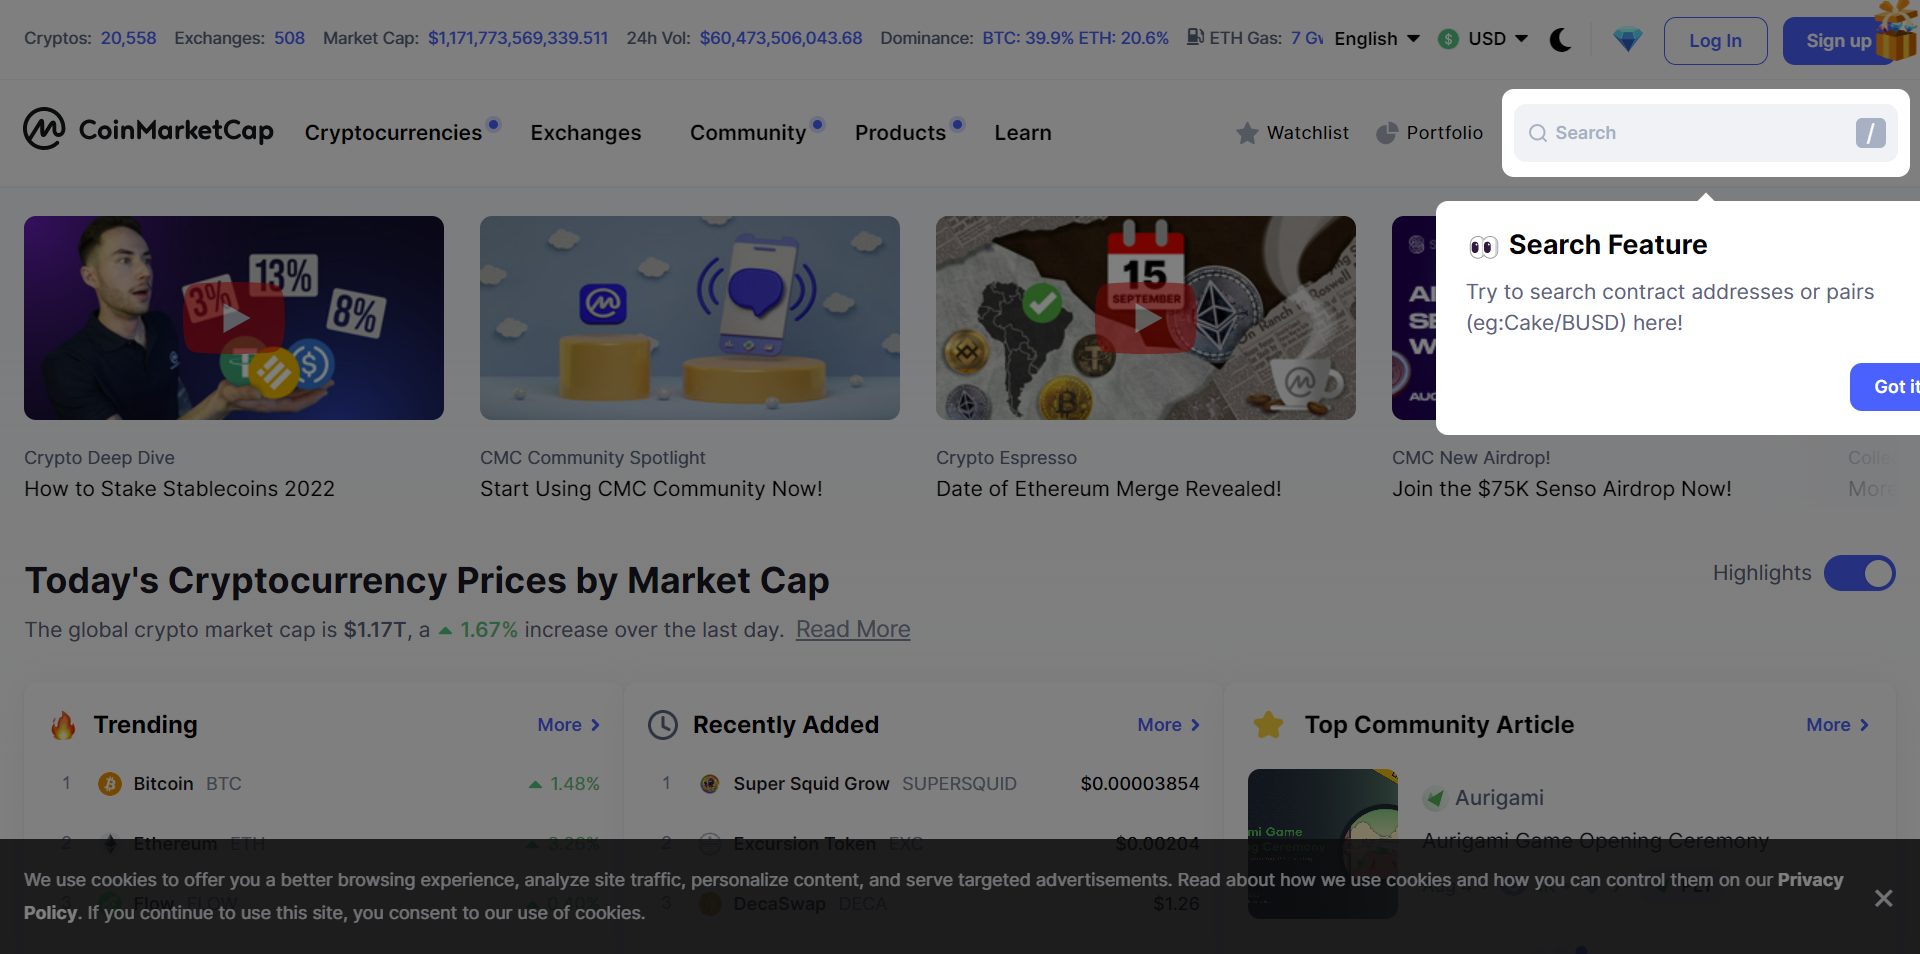 Cryptos: 20,558 Exchanges: 508 Market Cap: $1,171,773,569,339.511 24h Vol: $60,473,506,043.68 Dominance: BTC: 39.9% ETH: 20.6% ETH Gas: 7 English USD Log In Sign up
CoinMarketCap Cryptocurrencies Exchanges Community Products Learn Watchlist Portfolio Search /
3% 13% 8%
15
SEPTEMBER
Search Feature
Try to search contract addresses or pairs
(eg:Cake/BUSD) here!
Got it
Crypto Deep Dive
How to Stake Stablecoins 2022
CMC Community Spotlight
Start Using CMC Community Now!
Crypto Espresso
Date of Ethereum Merge Revealed!
CMC New Airdrop!
Join the $75K Senso Airdrop Now!
More
Today's Cryptocurrency Prices by Market Cap
Highlights
The global crypto market cap is $1.17T, a 1.67% increase over the last day. Read More
Trending More
1 Bitcoin BTC 1.48%
2 Ethereum ETH 3.26%
3 Flow FLOW 0.40%
Recently Added More
1 Super Squid Grow SUPERSQUID $0.00003854
2 Excursion Token EXC $0.00204
3 DecaSwap DECA $1.26
Top Community Article More
Aurigami
Aurigami Game Opening Ceremony
We use cookies to offer you a better browsing experience, analyze site traffic, personalize content, and serve targeted advertisements. Read about how we use cookies and how you can control them on our Privacy
Policy. If you continue to use this site, you consent to our use of cookies.